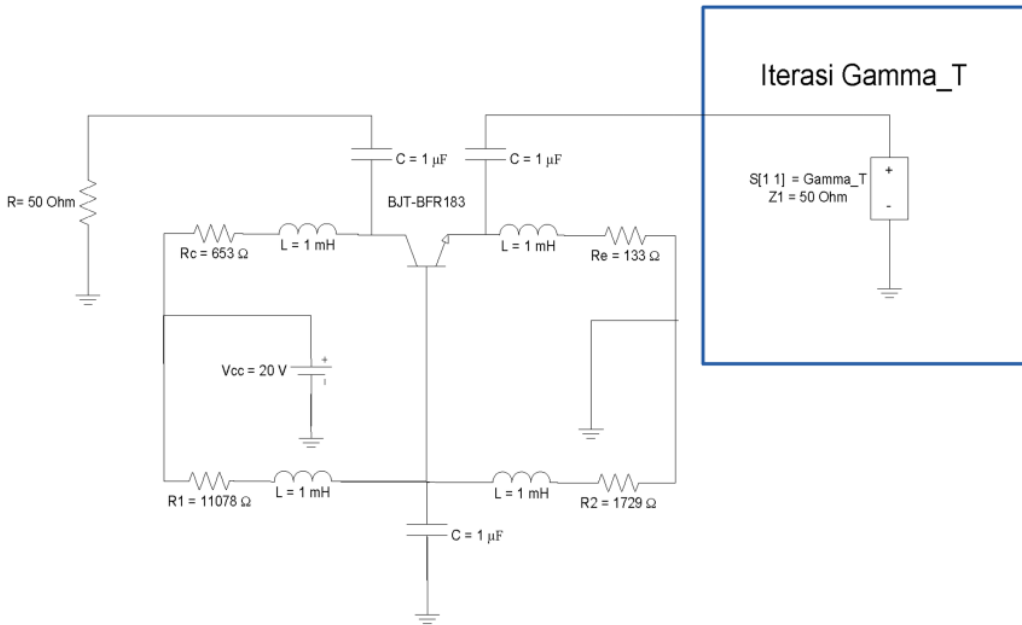 Iterasi Gamma_T
C = 1 µF
C = 1 µF
S[1 1] = Gamma_T
Z1 = 50 Ohm
+
-
R= 50 Ohm
BJT-BFR183
L = 1 mH
Rc = 653 Ω
L = 1 mH
Re = 133 Ω
Vcc = 20 V
+
R1 = 11078 Ω
L = 1 mH
L = 1 mH
R2 = 1729 Ω
C = 1 µF